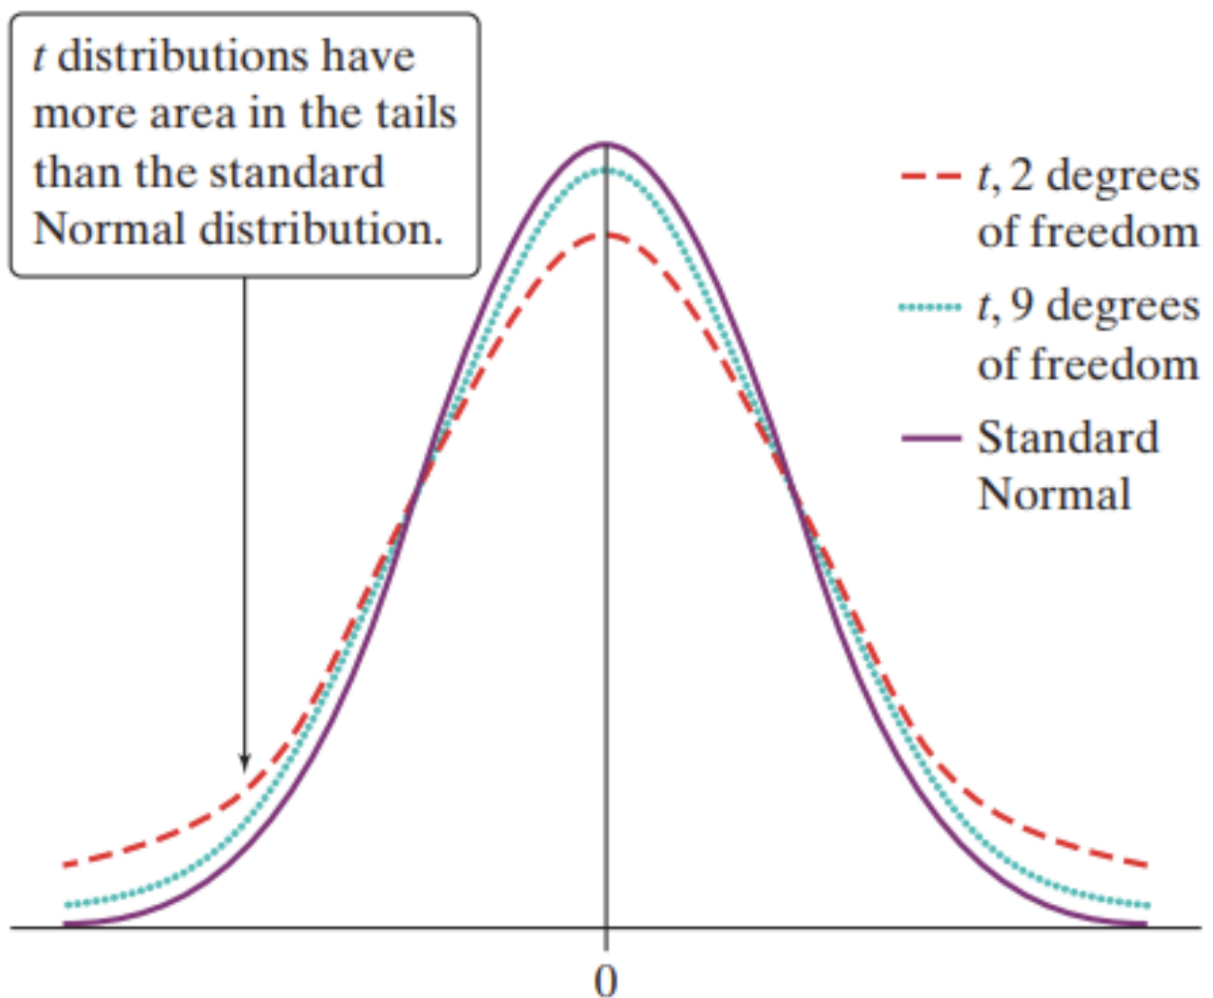 t distributions have
more area in the tails
than the standard
Normal distribution.
t, 2 degrees
of freedom
t, 9 degrees
of freedom
Standard
Normal
0